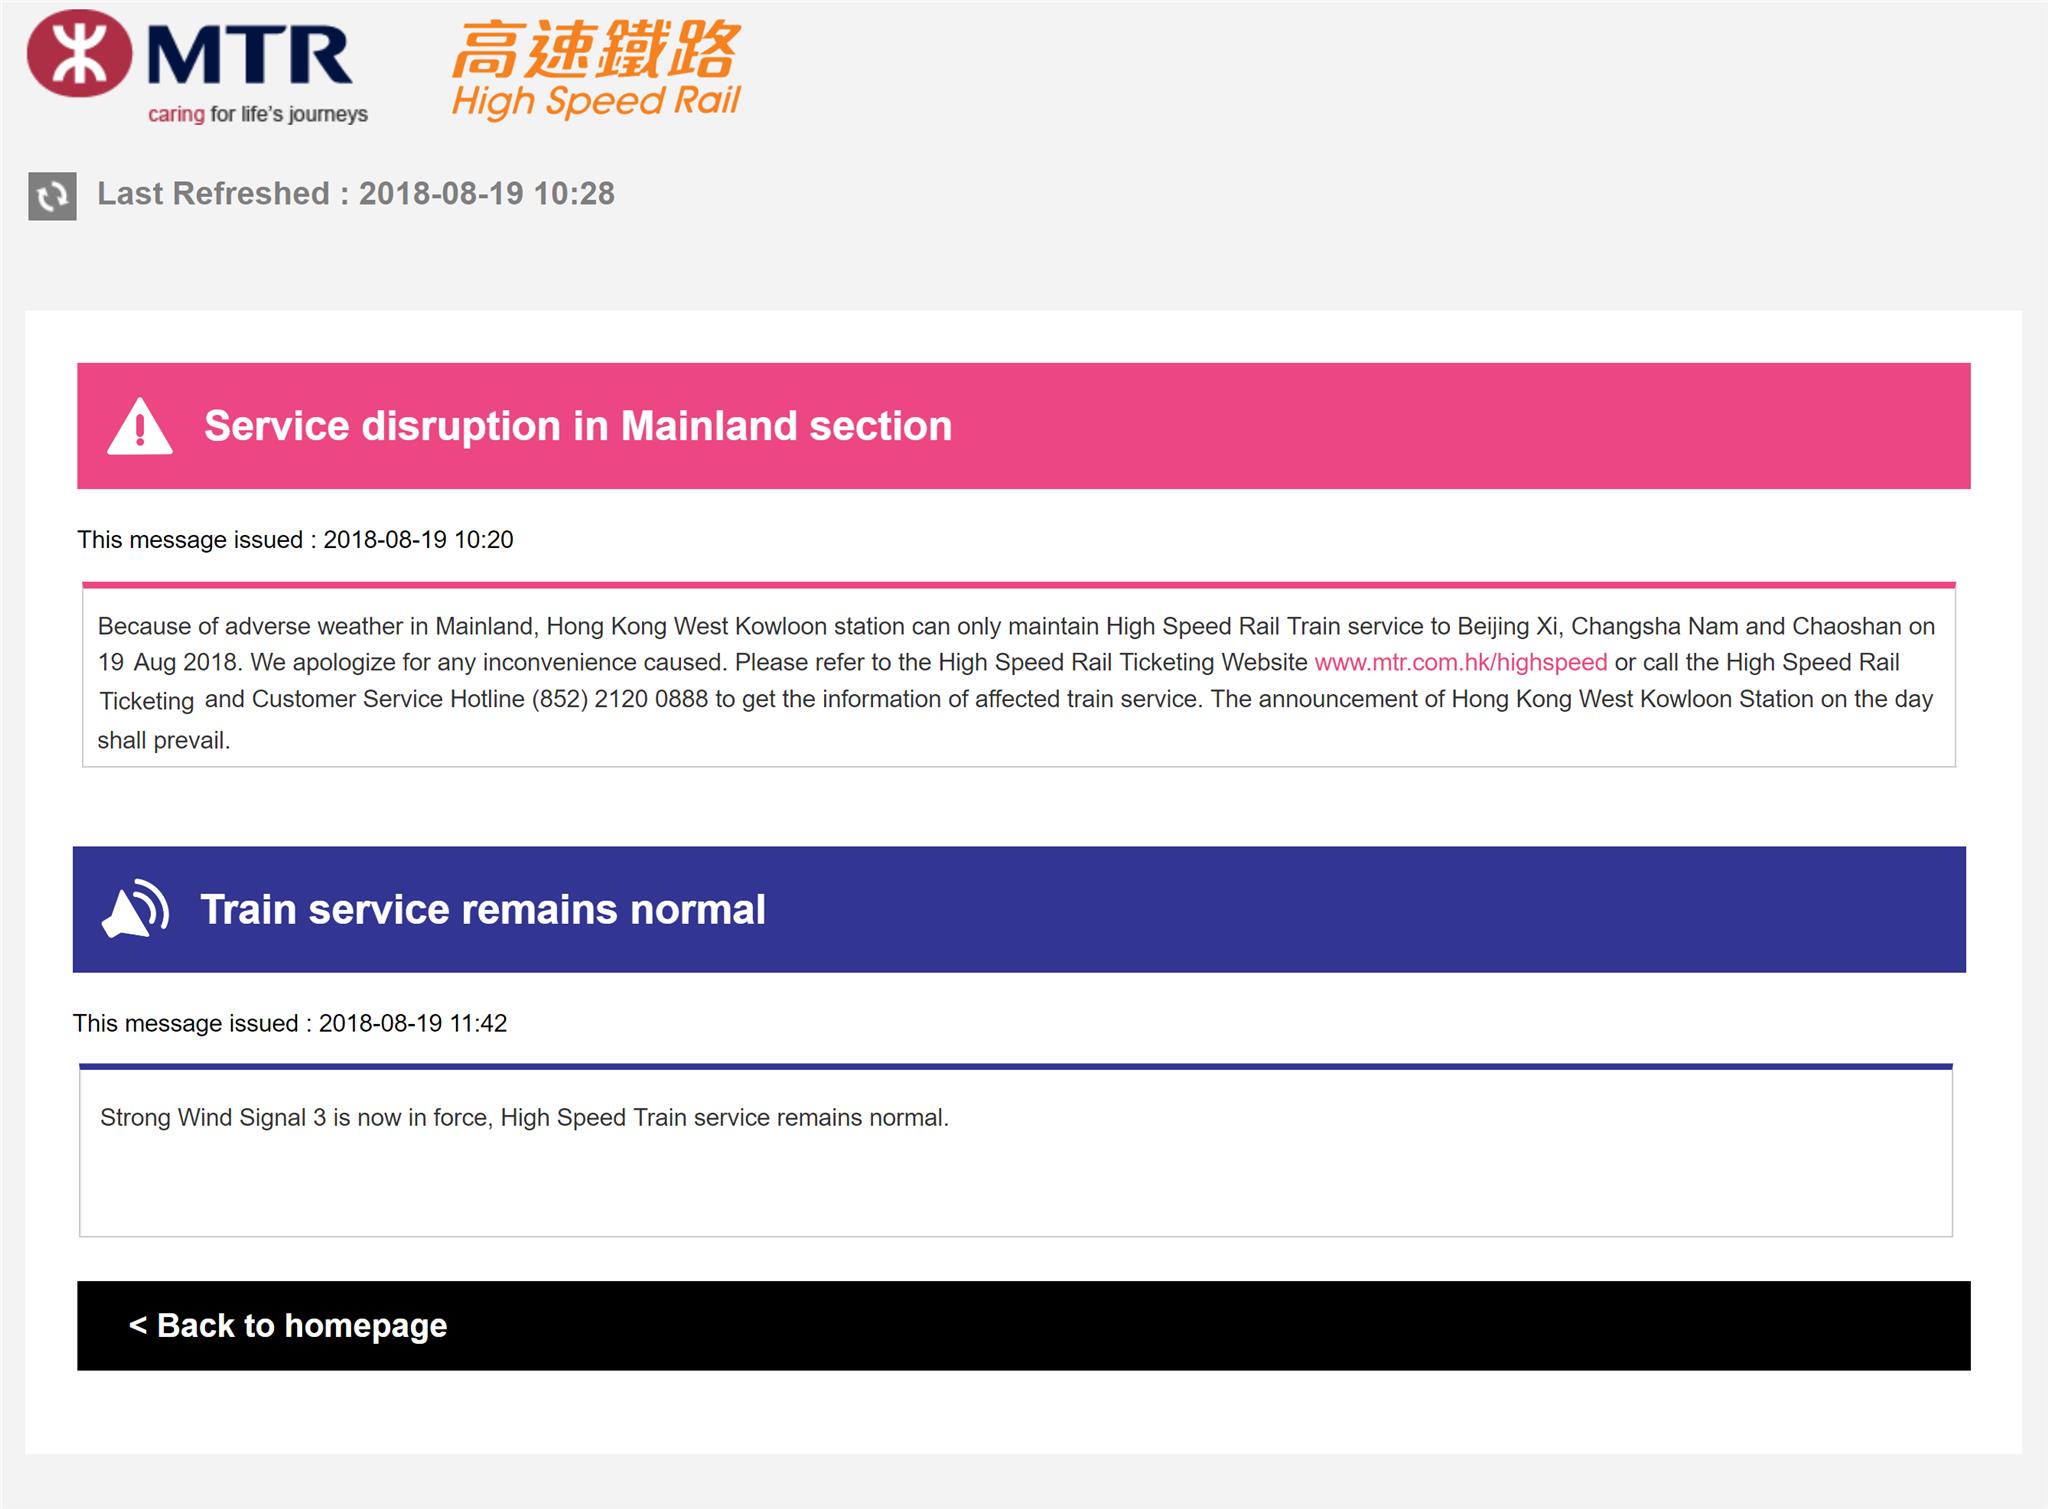 MTR
caring for life's journeys
高速鐵路
High Speed Rail
Last Refreshed : 2018-08-19 10:28
Service disruption in Mainland section
This message issued : 2018-08-19 10:20
Because of adverse weather in Mainland, Hong Kong West Kowloon station can only maintain High Speed Rail Train service to Beijing Xi, Changsha Nam and Chaoshan on
19 Aug 2018. We apologize for any inconvenience caused. Please refer to the High Speed Rail Ticketing Website www.mtr.com.hk/highspeed or call the High Speed Rail
Ticketing and Customer Service Hotline (852) 2120 0888 to get the information of affected train service. The announcement of Hong Kong West Kowloon Station on the day
shall prevail.
Train service remains normal
This message issued : 2018-08-19 11:42
Strong Wind Signal 3 is now in force, High Speed Train service remains normal.
< Back to homepage